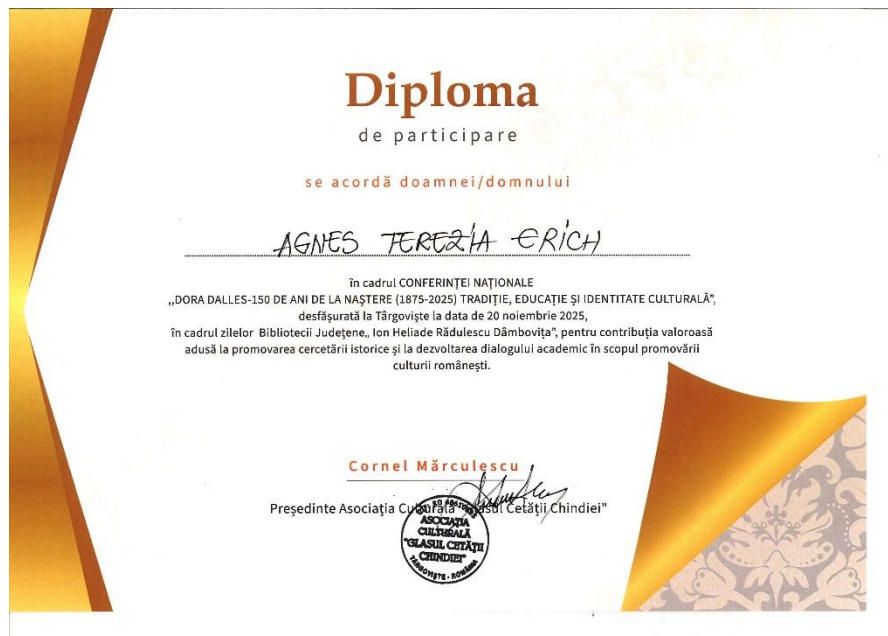 Diploma
de participare
se acordă doamnei/domnului
AGNES TEREZIA ERICH
în cadrul CONFERINȚEI NAȚIONALE
„DORA DALLES-150 DE ANI DE LA NAȘTERE (1875-2025) TRADIȚIE, EDUCAȚIE ȘI IDENTITATE CULTURALĂ”,
desfășurată la Târgoviște la data de 20 noiembrie 2025,
în cadrul zilelor Bibliotecii Județene„ Ion Heliade Rădulescu Dâmbovița”, pentru contribuția valoroasă
adusă la promovarea cercetării istorice și la dezvoltarea dialogului academic în scopul promovării
culturii românești.
Cornel Mărculescu
Președinte Asociația Culturală "Glasul Cetății Chindiei"
ASOCIAȚIA
CULTURALĂ
"GLASUL CETĂȚII
CHINDIEI"
TÂRGOVIȘTE - ROMÂNIA